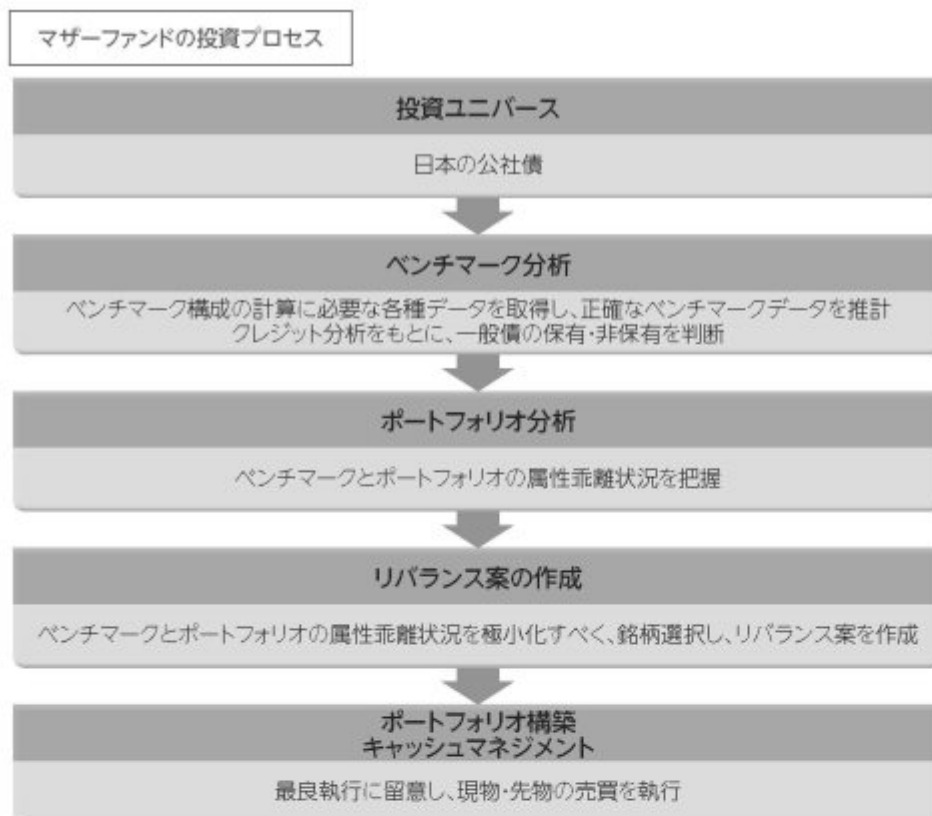 マザーファンドの投資プロセス
投資ユニバース
日本の公社債
ベンチマーク分析
ベンチマーク構成の計算に必要な各種データを取得し、正確なベンチマークデータを推計
クレジット分析をもとに、一般債の保有・非保有を判断
ポートフォリオ分析
ベンチマークとポートフォリオの属性乖離状況を把握
リバランス案の作成
ベンチマークとポートフォリオの属性乖離状況を極小化すべく、銘柄選択し、リバランス案を作成
ポートフォリオ構築
キャッシュマネジメント
最良執行に留意し、現物・先物の売買を執行